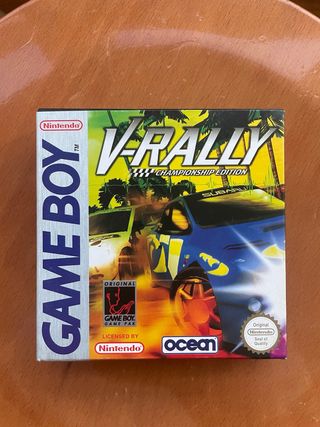 Nintendo
GAME BOY TM
V-RALLY
CHAMPIONSHIP EDITION
SUBARU
ORIGINAL
GAME BOY
GAME PAK
LICENSED BY
Nintendo
ocean
Original
Nintendo
Seal of
Quality